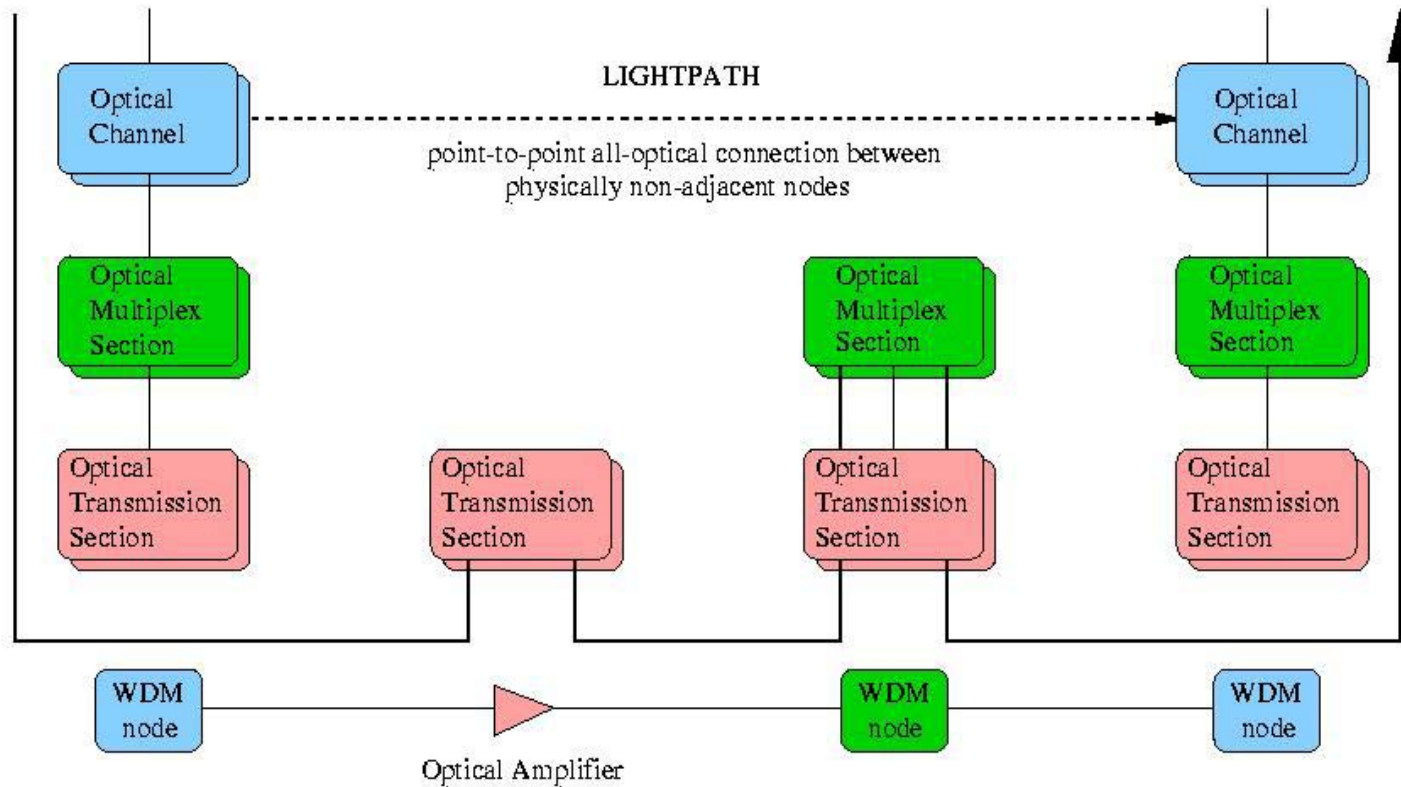 LIGHTPATH
Optical
Channel
Optical
Channel
point-to-point all-optical connection between
physically non-adjacent nodes
Optical
Multiplex
Section
Optical
Multiplex
Section
Optical
Multiplex
Section
Optical
Transmission
Section
Optical
Transmission
Section
Optical
Transmission
Section
Optical
Transmission
Section
WDM
node
WDM
node
WDM
node
Optical Amplifier